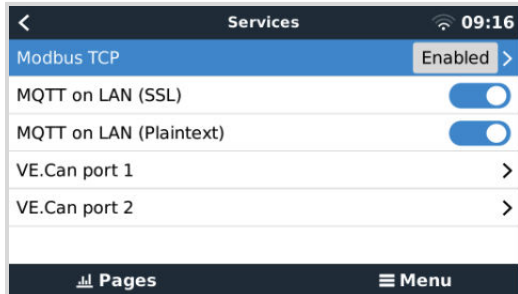 Services 09:16
Modbus TCP Enabled
MQTT on LAN (SSL)
MQTT on LAN (Plaintext)
VE.Can port 1
VE.Can port 2
Pages Menu